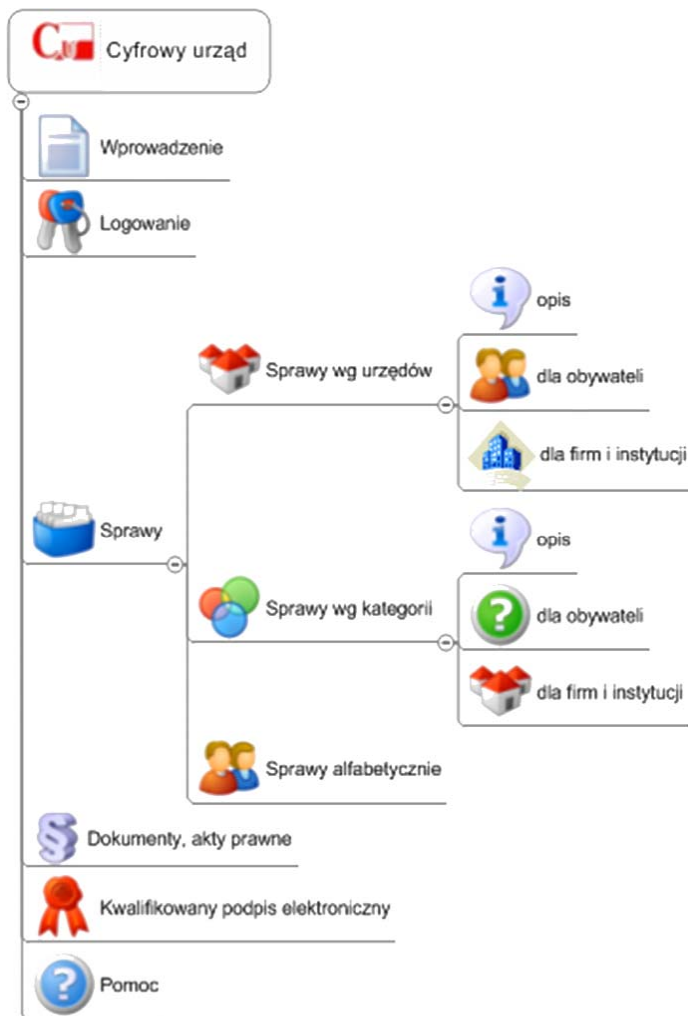 Cyfrowy urząd
Wprowadzenie
Logowanie
opis
Sprawy wg urzędów
dla obywateli
dla firm i instytucji
Sprawy
opis
Sprawy wg kategorii
dla obywateli
dla firm i instytucji
Sprawy alfabetycznie
Dokumenty, akty prawne
Kwalifikowany podpis elektroniczny
Pomoc